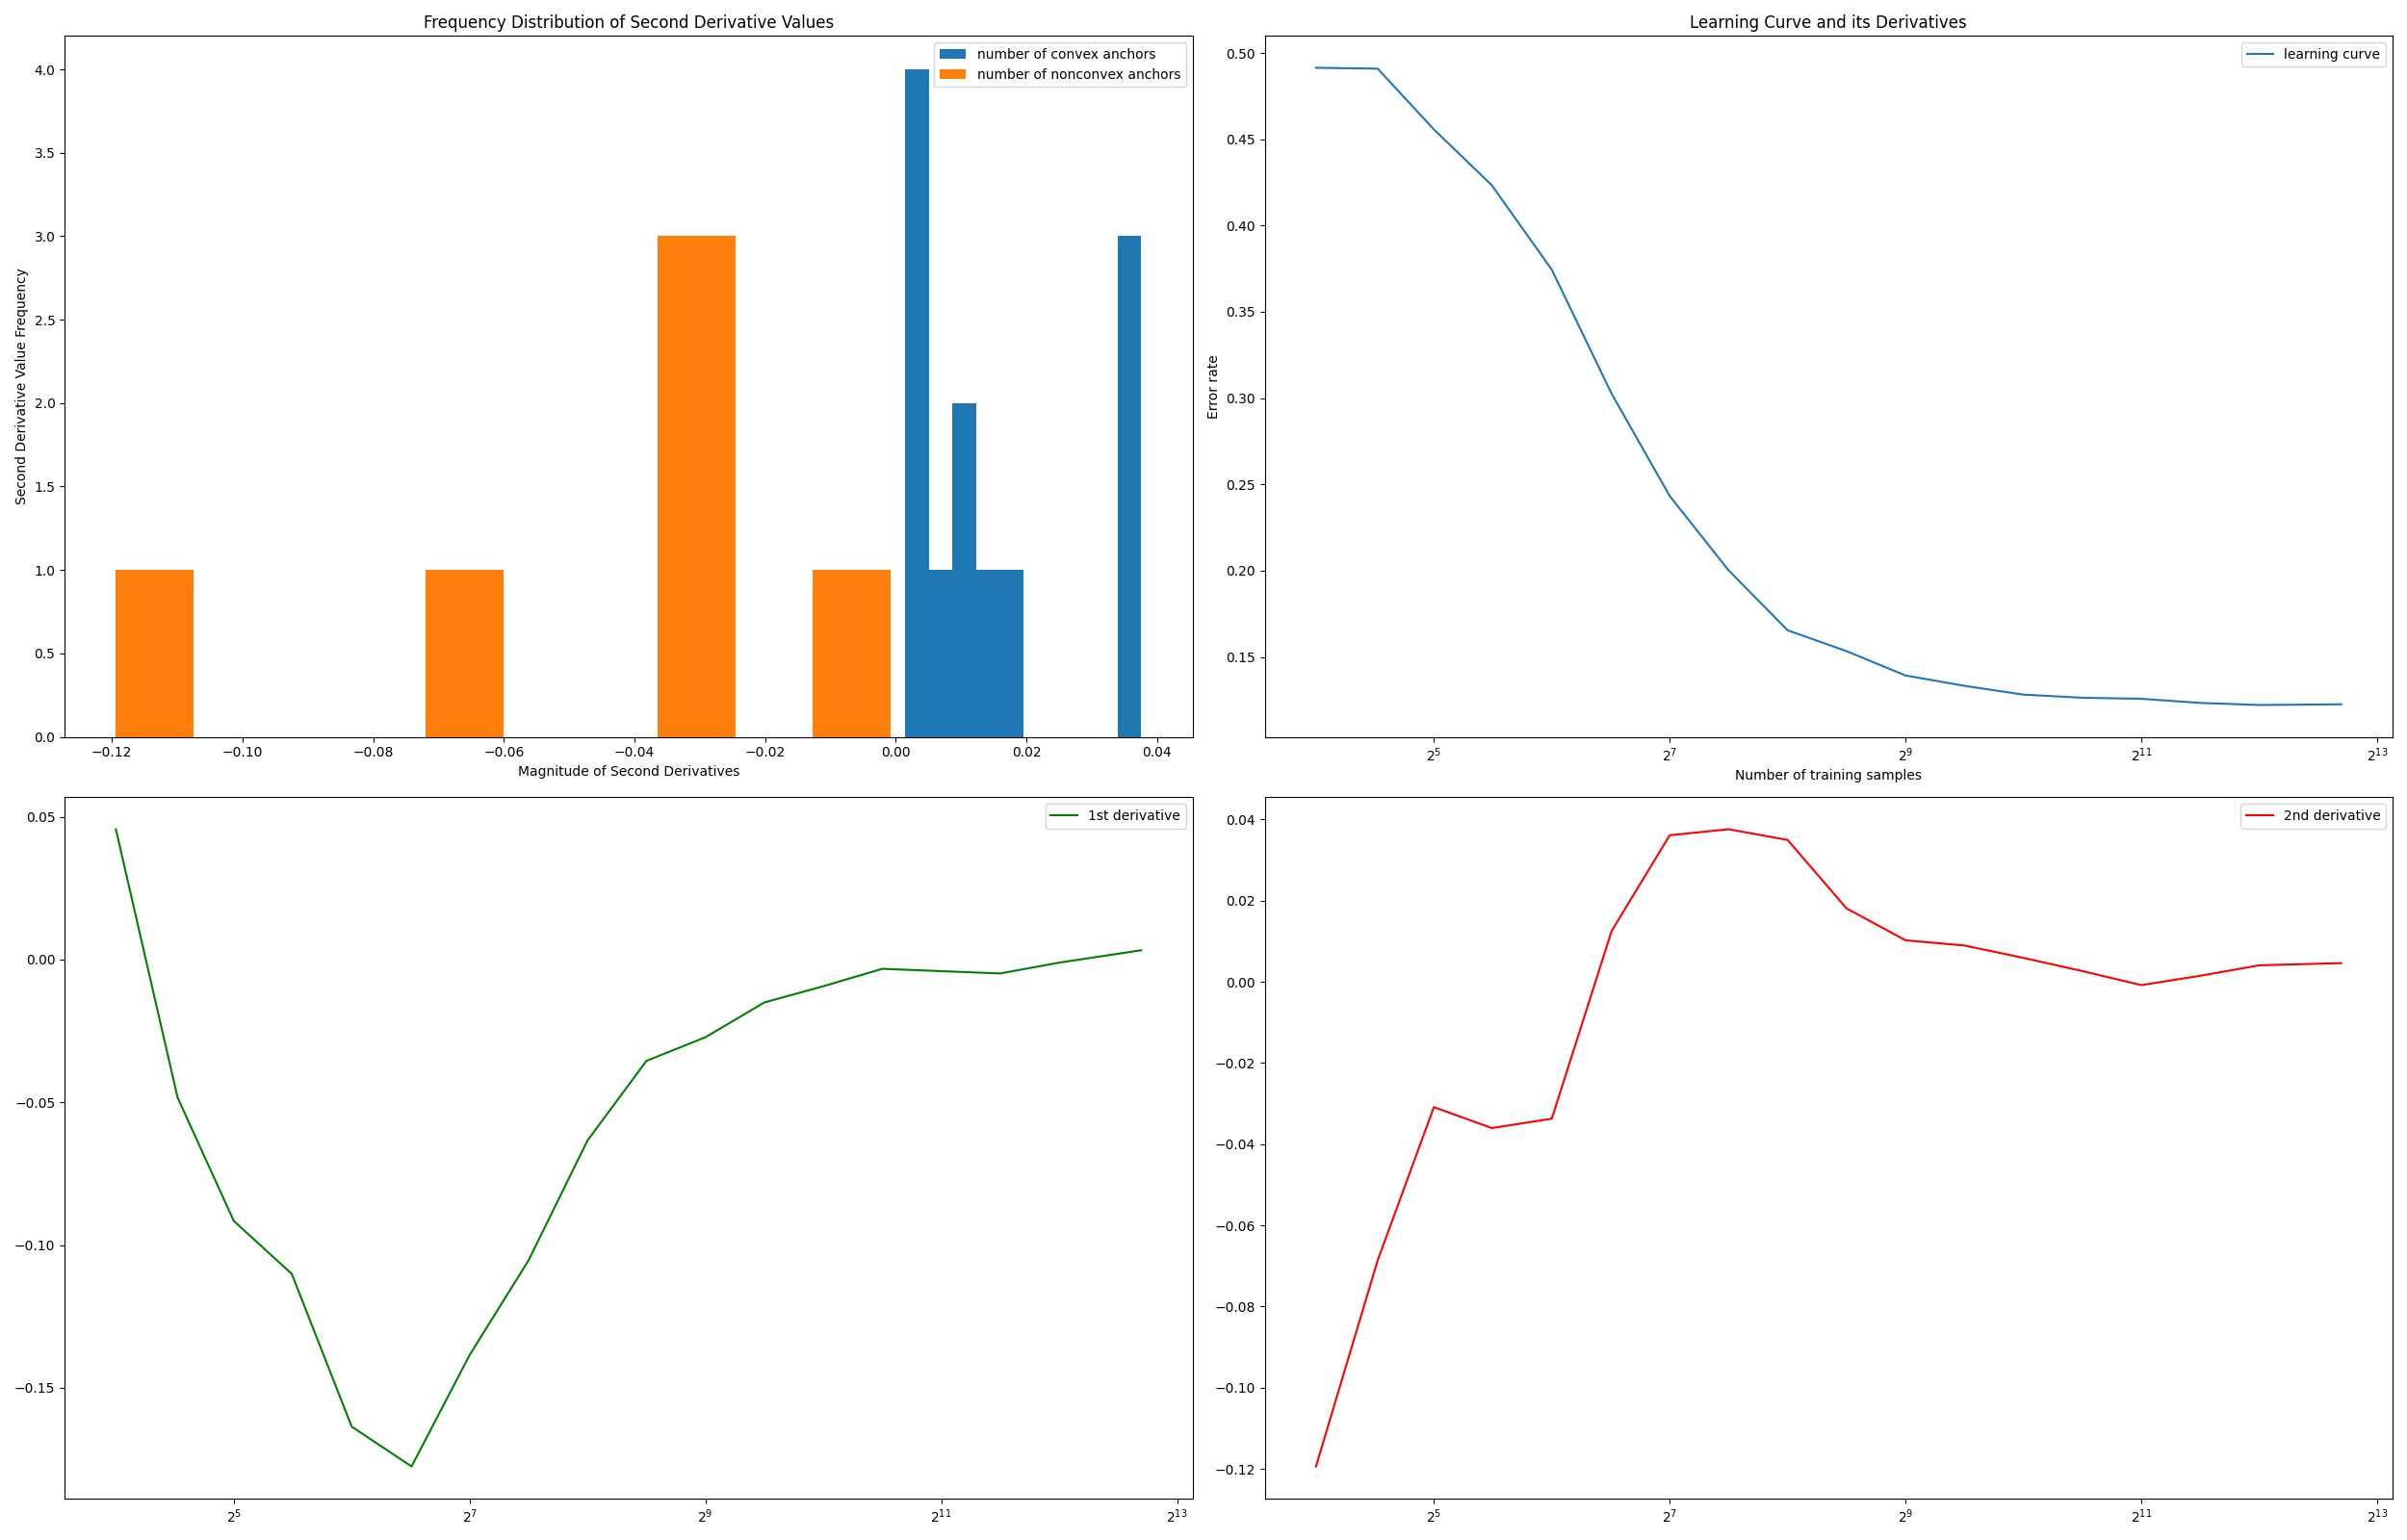 Frequency Distribution of Second Derivative Values
number of convex anchors
number of nonconvex anchors
Second Derivative Value Frequency
4.0
3.5
3.0
2.5
2.0
1.5
1.0
0.5
0.0
−0.12 −0.10 −0.08 −0.06 −0.04 −0.02 0.00 0.02 0.04
Magnitude of Second Derivatives
Learning Curve and its Derivatives
learning curve
Error rate
0.50
0.45
0.40
0.35
0.30
0.25
0.20
0.15
2^5 2^7 2^9 2^11 2^13
Number of training samples
1st derivative
0.05
0.00
−0.05
−0.10
−0.15
2^5 2^7 2^9 2^11 2^13
2nd derivative
0.04
0.02
0.00
−0.02
−0.04
−0.06
−0.08
−0.10
−0.12
2^5 2^7 2^9 2^11 2^13